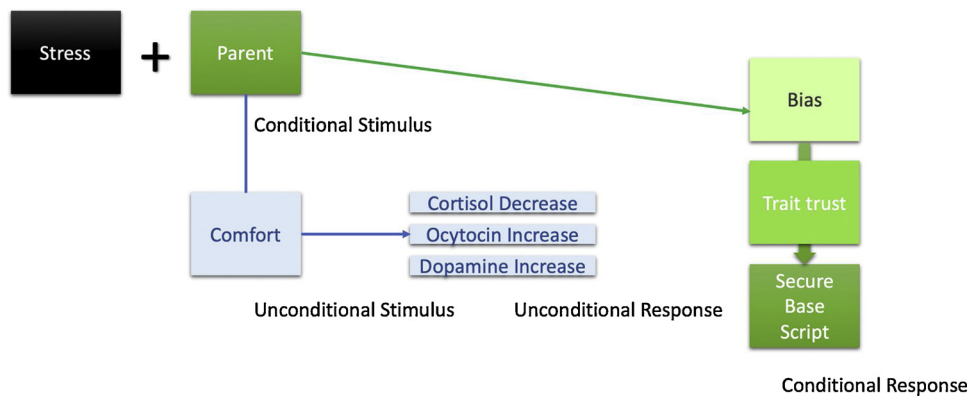 Stress
+
Parent
Bias
Conditional Stimulus
Trait trust
Comfort
Cortisol Decrease
Ocytocin Increase
Dopamine Increase
Secure
Base
Script
Unconditional Stimulus
Unconditional Response
Conditional Response